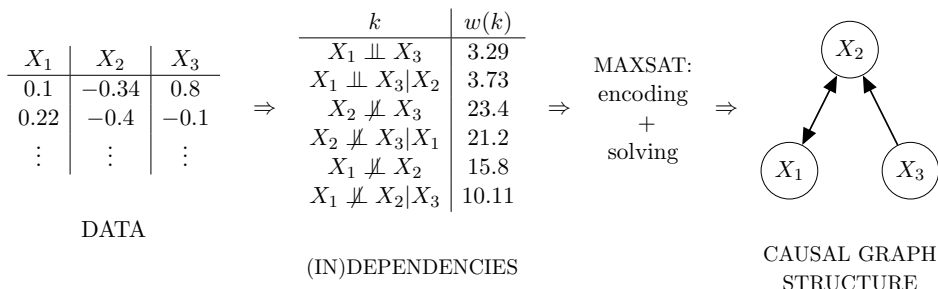 X₁ X₂ X₃
0.1 −0.34 0.8
0.22 −0.4 −0.1
⋮ ⋮ ⋮
DATA
⇒
k w(k)
X₁ ⫫ X₃ 3.29
X₁ ⫫ X₃|X₂ 3.73
X₂ ⫫̸ X₃ 23.4
X₂ ⫫̸ X₃|X₁ 21.2
X₁ ⫫̸ X₂ 15.8
X₁ ⫫̸ X₂|X₃ 10.11
(IN)DEPENDENCIES
⇒
MAXSAT:
encoding
+
solving
⇒
X₂
X₁ X₃
CAUSAL GRAPH
STRUCTURE